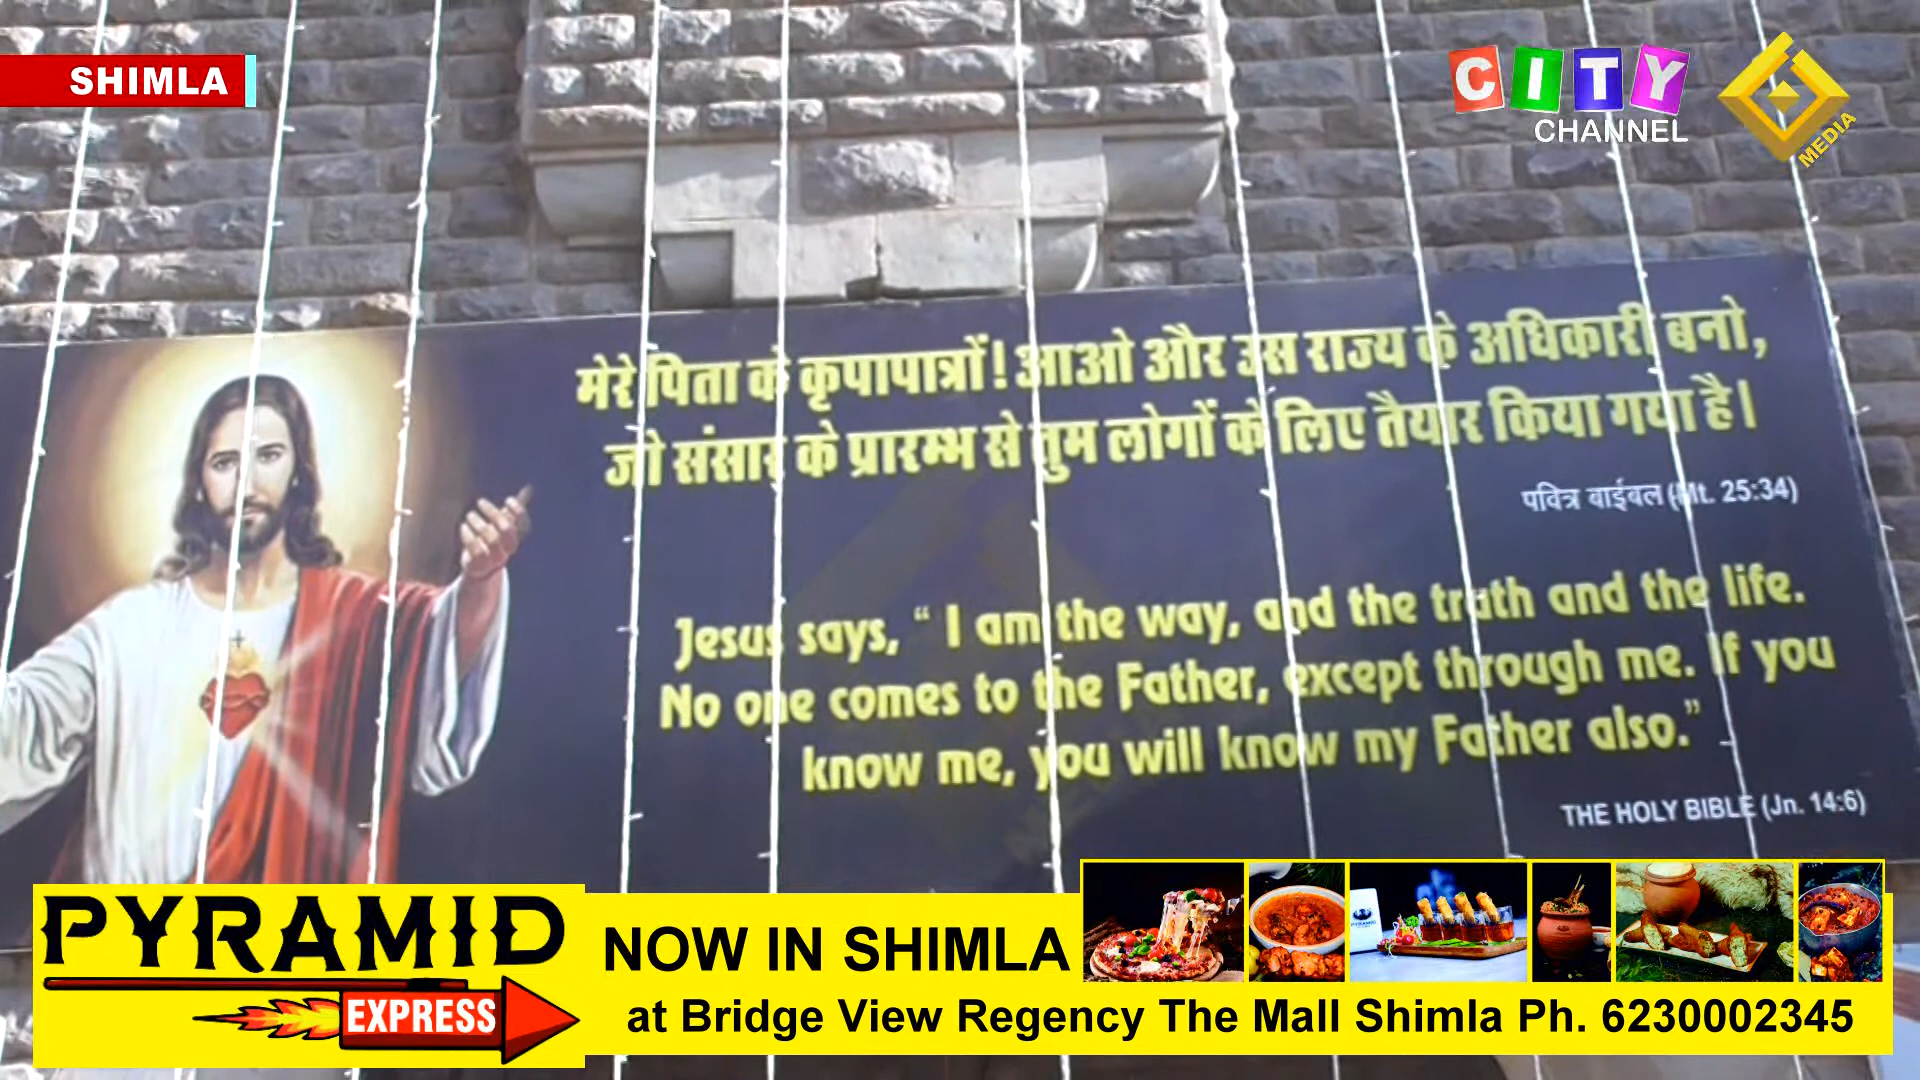 SHIMLA
CITY
CHANNEL
MEDIA
मेरे पिता के कृपापात्रों! आओ और उस राज्य के अधिकारी बनो,
जो संसार के प्रारम्भ से तुम लोगों के लिए तैयार किया गया है।
पवित्र बाईबल (Mt. 25:34)
Jesus says, “ I am the way, and the truth and the life.
No one comes to the Father, except through me. If you
know me, you will know my Father also.”
THE HOLY BIBLE (Jn. 14:6)
PYRAMID
EXPRESS
NOW IN SHIMLA
at Bridge View Regency The Mall Shimla Ph. 6230002345